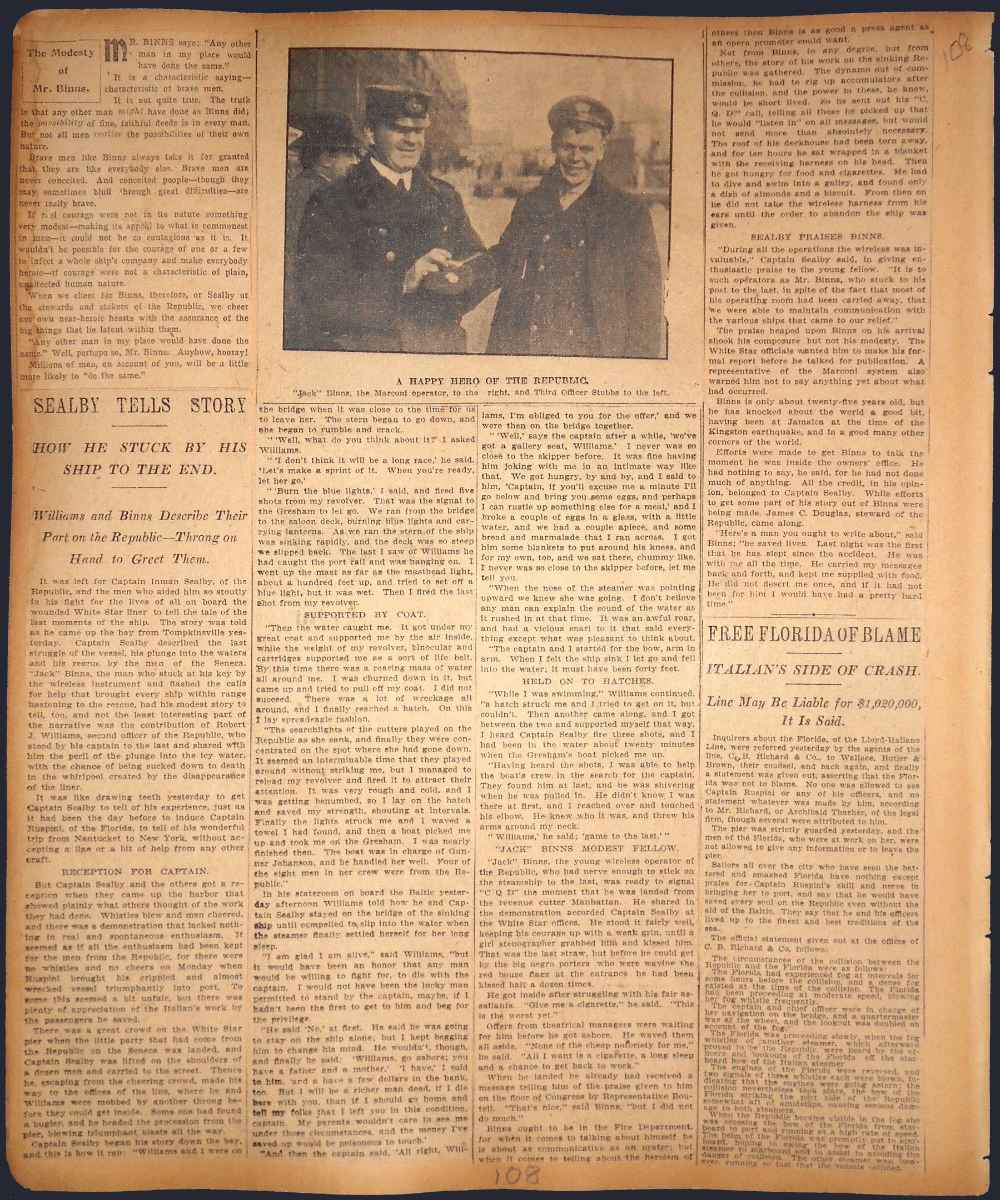 The Modesty
of
Mr. Binns.
MR. BINNS says: "Any other
man in my place would
have done the same."
It is a characteristic saying—
characteristic of brave men.
It is not quite true. The truth
is that any other man might have done as Binns did;
the possibility of fine, faithful deeds is in every man.
But not all men realize the possibilities of their own
nature.
Brave men like Binns always take it for granted
that they are like everybody else. Brave men are
never conceited. And conceited people—though they
may sometimes bluff through great difficulties—are
never really brave.
If real courage were not in its nature something
very modest—making its appeal to what is commonest
in men—it could not be so contagious as it is. It
wouldn't be possible for the courage of one or a few
to infect a whole ship's company and make everybody
heroic—if courage were not a characteristic of plain,
unaffected human nature.
When we cheer for Binns, therefore, or Sealby or
the stewards and stokers of the Republic, we cheer
our own near-heroic hearts with the assurance of the
big things that lie latent within them.
"Any other man in my place would have done the
same." Well, perhaps so, Mr. Binns. Anyhow, hooray!
Millions of men, on account of you, will be a little
more likely to "do the same."
SEALBY TELLS STORY
HOW HE STUCK BY HIS
SHIP TO THE END.
Williams and Binns Describe Their
Part on the Republic—Throng on
Hand to Greet Them.
It was left for Captain Inman Sealby, of the
Republic, and the men who aided him so stoutly
in his fight for the lives of all on board the
wounded White Star liner to tell the tale of the
last moments of the ship. The story was told
as he came up the bay from Tompkinsville yes-
terday. Captain Sealby described the last
struggle of the vessel, his plunge into the waters
and his rescue by the men of the Seneca.
"Jack" Binns, the man who stuck at his key by
the wireless instrument and flashed the calls
for help that brought every ship within range
hastening to the rescue, had his modest story to
tell, too, and not the least interesting part of
the narrative was the contribution of Robert
J. Williams, second officer of the Republic, who
stood by his captain to the last and shared with
him the peril of the plunge into the icy water,
with the chance of being sucked down to death
in the whirlpool created by the disappearance
of the liner.
It was like drawing teeth yesterday to get
Captain Sealby to tell of his experience, just as
it had been the day before to induce Captain
Ruspini, of the Florida, to tell of his wonderful
trip from Nantucket to New York, without ac-
cepting a line or a bit of help from any other
craft.
RECEPTION FOR CAPTAIN.
But Captain Sealby and the others got a re-
ception when they came up the harbor that
showed plainly what others thought of the work
they had done. Whistles blew and men cheered,
and there was a demonstration that lacked noth-
ing in real and spontaneous enthusiasm. It
seemed as if all the enthusiasm had been kept
for the men from the Republic, for there were
no whistles and no cheers on Monday when
Ruspini brought his crippled and almost
wrecked vessel triumphantly into port. To
some this seemed a bit unfair, but there was
plenty of appreciation of the Italian's work by
the passengers he saved.
There was a great crowd on the White Star
pier when the little party that had come from
the Republic on the Seneca was landed, and
Captain Sealby was lifted on the shoulders of
a dozen men and carried to the street. Thence
he, escaping from the cheering crowd, made his
way to the offices of the line, where he and
Williams were mobbed by another throng be-
fore they could get inside. Some one had found
a bugler, and he headed the procession from the
pier, blowing triumphant blasts all the way.
Captain Sealby began his story down the bay,
and this is how it ran: "Williams and I were on
A HAPPY HERO OF THE REPUBLIC.
"Jack" Binns, the Marconi operator, to the right, and Third Officer Stubbs to the left.
the bridge when it was close to the time for us
to leave her. The stern began to go down, and
she began to rumble and crack.
"'Well, what do you think about it?' I asked
Williams.
"'I don't think it will be a long race,' he said.
'Let's make a sprint of it. When you're ready,
let her go.'
"'Burn the blue lights,' I said, and fired five
shots from my revolver. That was the signal to
the Gresham to let go. We ran from the bridge
to the saloon deck, burning blue lights and car-
rying lanterns. As we ran the stern of the ship
was sinking rapidly, and the deck was so steep
we slipped back. The last I saw of Williams he
had caught the port rail and was hanging on. I
went up the mast as far as the masthead light,
about a hundred feet up, and tried to set off a
blue light, but it was wet. Then I fired the last
shot from my revolver.
SUPPORTED BY COAT.
"Then the water caught me. It got under my
great coat and supported me by the air inside,
while the weight of my revolver, binocular and
cartridges supported me as a sort of life belt.
By this time there was a roaring mass of water
all around me. I was churned down in it, but
came up and tried to pull off my coat. I did not
succeed. There was a lot of wreckage all
around, and I finally reached a hatch. On this
I lay spreadeagle fashion.
"The searchlights of the cutters played on the
Republic as she sank, and finally they were con-
centrated on the spot where she had gone down.
It seemed an interminable time that they played
around without striking me, but I managed to
reload my revolver and fired it to attract their
attention. It was very rough and cold, and I
was getting benumbed, so I lay on the hatch
and saved my strength, shouting at intervals.
Finally the lights struck me and I waved a
towel I had found, and then a boat picked me
up and took me on the Gresham. I was nearly
finished then. The boat was in charge of Gun-
ner Johanson, and he handled her well. Four of
the eight men in her crew were from the Re-
public."
In his stateroom on board the Baltic yester-
day afternoon Williams told how he and Cap-
tain Sealby stayed on the bridge of the sinking
ship until compelled to slip into the water when
the steamer finally settled herself for her long
sleep.
"I am glad I am alive," said Williams, "but
it would have been an honor that any man
would be willing to fight for, to die with the
captain. I would not have been the lucky man
permitted to stand by the captain, maybe, if I
hadn't been the first to get to him and beg for
the privilege.
"He said 'No,' at first. He said he was going
to stay on the ship alone, but I kept begging
him to change his mind. He wouldn't, though,
and finally he said: 'Williams, go ashore; you
have a father and a mother.' 'I have,' I said
to him, 'and a have a few dollars in the bank,
too. But I will be a richer man dead, if I die
here with you, than if I should go home and
tell my folks that I left you in this condition,
captain. My parents wouldn't care to see me
under those circumstances, and the money I've
saved up would be poisonous to touch.'
"And then the captain said, 'All right, Wil-
liams, I'm obliged to you for the offer,' and we
were then on the bridge together.
"'Well,' says the captain after a while, 'we've
got a gallery seat, Williams.' I never was so
close to the skipper before. It was fine having
him joking with me in an intimate way like
that. We got hungry, by and by, and I said to
him, 'Captain, if you'll excuse me a minute I'll
go below and bring you some eggs, and perhaps
I can rustle up something else for a meal,' and I
broke a couple of eggs in a glass, with a little
water, and we had a couple apiece, and some
bread and marmalade that I ran across. I got
him some blankets to put around his knees, and
for my own, too, and we sat there, chummy like.
I never was so close to the skipper before, let me
tell you.
"When the nose of the steamer was pointing
upward we knew she was going. I don't believe
any man can explain the sound of the water as
it rushed in at that time. It was an awful roar,
and had a vicious snarl to it that said every-
thing except what was pleasant to think about.
"The captain and I started for the bow, arm in
arm. When I felt the ship sink I let go and fell
into the water; it must have been forty feet.
HELD ON TO HATCHES.
"While I was swimming," Williams continued,
"a hatch struck me and I tried to get on it, but
couldn't. Then another came along, and I got
between the two and supported myself that way.
I heard Captain Sealby fire three shots, and I
had been in the water about twenty minutes
when the Gresham's boat picked me up.
"Having heard the shots, I was able to help
the boat's crew in the search for the captain.
They found him at last, and he was shivering
when he was pulled in. He didn't know I was
there at first, and I reached over and touched
his elbow. He knew who it was, and threw his
arms around my neck.
"'Williams,' he said; 'game to the last.'"
"JACK" BINNS MODEST FELLOW.
"Jack" Binns, the young wireless operator of
the Republic, who had nerve enough to stick on
the steamship to the last, was ready to signal
"C Q D" the moment that he was landed from
the revenue cutter Manhattan. He shared in
the demonstration accorded Captain Sealby at
the White Star offices. He stood it fairly well,
keeping his courage up with a weak grin, until a
girl stenographer grabbed him and kissed him.
That was the last straw, but before he could get
by the big negro porters who were waving the
red house flags at the entrance he had been
kissed half a dozen times.
He got inside after struggling with his fair as-
sailants. "Give me a cigarette," he said. "This
is the worst yet."
Offers from theatrical managers were waiting
for him before he got ashore. He waved them
all aside. "None of the cheap notoriety for me,"
he said. "All I want is a cigarette, a long sleep
and a chance to get back to work."
When he landed he already had received a
message telling him of the praise given to him
on the floor of Congress by Representative Bou-
tell. "That's nice," said Binns, "but I did not
do much."
Binns ought to be in the Fire Department,
for when it comes to talking about himself he
is about as communicative as an oyster; but
when it comes to telling about the heroism of
others then Binns is as good a press agent as
an opera promoter could want.
Not from Binns, in any degree, but from
others, the story of his work on the sinking Re-
public was gathered. The dynamo out of com-
mission, he had to rig up accumulators after
the collision, and the power in these, he knew,
would be short lived. So he sent out his "C.
Q. D." call, telling all those he picked up that
he would "listen in" on all messages, but would
not send more than absolutely necessary.
The roof of his deckhouse had been torn away,
and for ten hours he sat wrapped in a blanket
with the receiving harness on his head. Then
he got hungry for food and cigarettes. He had
to dive and swim into a galley, and found only
a dish of almonds and a biscuit. From then on
he did not take the wireless harness from his
ears until the order to abandon the ship was
given.
SEALBY PRAISES BINNS.
"During all the operations the wireless was in-
valuable," Captain Sealby said, in giving en-
thusiastic praise to the young fellow. "It is to
such operators as Mr. Binns, who stuck to his
post to the last, in spite of the fact that most of
his operating room had been carried away, that
we were able to maintain communication with
the various ships that came to our relief."
The praise heaped upon Binns on his arrival
shook his composure but not his modesty. The
White Star officials wanted him to make his for-
mal report before he talked for publication. A
representative of the Marconi system also
warned him not to say anything yet about what
had occurred.
Binns is only about twenty-five years old, but
he has knocked about the world a good bit,
having been at Jamaica at the time of the
Kingston earthquake, and in a good many other
corners of the world.
Efforts were made to get Binns to talk the
moment he was inside the owners' office. He
had nothing to say, he said, for he had not done
much of anything. All the credit, in his opin-
ion, belonged to Captain Sealby. While efforts
to get some part of his story out of Binns were
being made, James C. Douglas, steward of the
Republic, came along.
"Here's a man you ought to write about," said
Binns; "he saved lives. Last night was the first
that he has slept since the accident. He was
with me all the time. He carried my messages
back and forth, and kept me supplied with food.
He did not desert me once, and if it had not
been for him I would have had a pretty hard
time."
FREE FLORIDA OF BLAME
ITALIAN'S SIDE OF CRASH.
Line May Be Liable for $1,020,000,
It Is Said.
Inquirers about the Florida, of the Lloyd-Italiano
Line, were referred yesterday by the agents of the
line, C. B. Richard & Co., to Wallace, Butler &
Brown, their counsel, and back again, and finally
a statement was given out, asserting that the Flor-
ida was not to blame. No one was allowed to see
Captain Ruspini or any of his officers, and no
statement whatever was made by him, according
to Mr. Richard, or Archibald Thacher, of the legal
firm, though several were attributed to him.
The pier was strictly guarded yesterday, and the
men of the Florida, who were at work on her, were
not allowed to give any information or to leave the
pier.
Sailors all over the city who have seen the bat-
tered and smashed Florida have nothing except
praise for Captain Ruspini's skill and nerve in
bringing her to port, and say that he would have
saved every soul on the Republic even without the
aid of the Baltic. They say that he and his officers
lived up to the finest and best traditions of the
sea.
The official statement given out at the offices of
C. B. Richard & Co. follows:
The circumstances of the collision between the
Republic and the Florida were as follows:
The Florida had experienced fog at intervals for
some hours before the collision, and a dense fog
existed at the time of the collision. The Florida
had been proceeding at moderate speed, blowing
her fog whistle frequently.
The captain and chief officer were in charge of
her navigation on the bridge, and a quartermaster
was at the wheel, and the lookout was doubled on
account of the fog.
The Florida was moving slowly, when the fog
whistles of another steamer, which afterward
proved to be the Republic, were heard by the of-
ficers and lookouts of the Florida off the star-
board bow of the Italian steamer.
The engines of the Florida were reversed, and
two signals of three whistles each were blown, in-
dicating that the engines were going astern; the
collision nevertheless took place, the stem of the
Florida striking the port side of the Republic
somewhat aft of amidships, causing serious dam-
age to both steamers.
When the Republic became visible in the fog she
was crossing the bow of the Florida from star-
board to port and running at a high rate of speed.
The helm of the Florida was promptly put to port
108
108